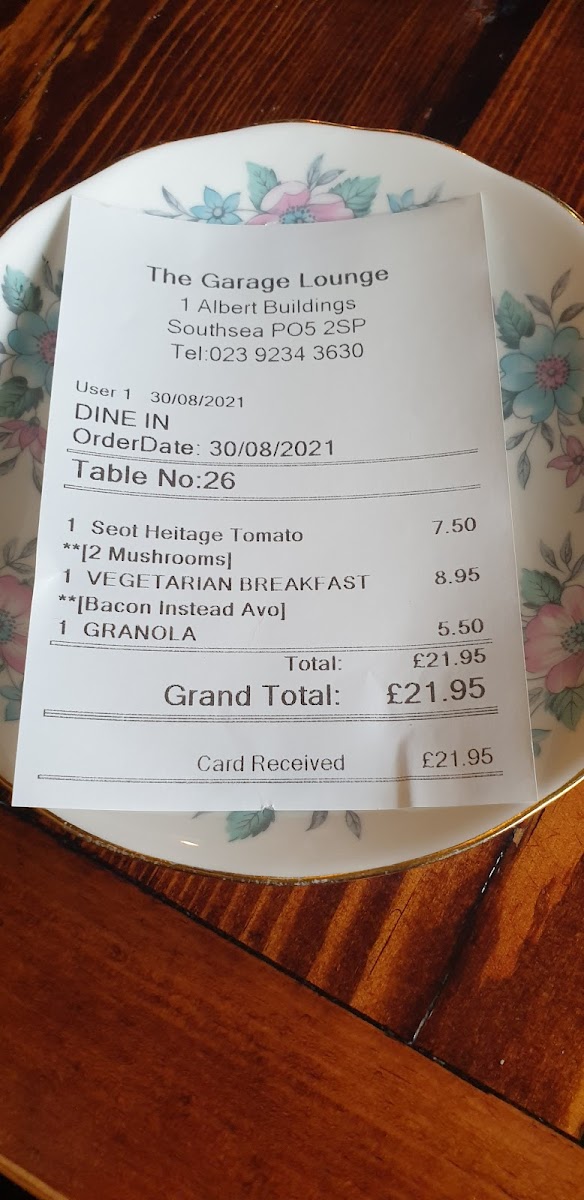 The Garage Lounge
1 Albert Buildings
Southsea PO5 2SP
Tel:023 9234 3630
User 1 30/08/2021
DINE IN
OrderDate: 30/08/2021
Table No:26
1 Seot Heitage Tomato 7.50
**[2 Mushrooms]
1 VEGETARIAN BREAKFAST 8.95
**[Bacon Instead Avo]
1 GRANOLA 5.50
Total: £21.95
Grand Total: £21.95
Card Received £21.95